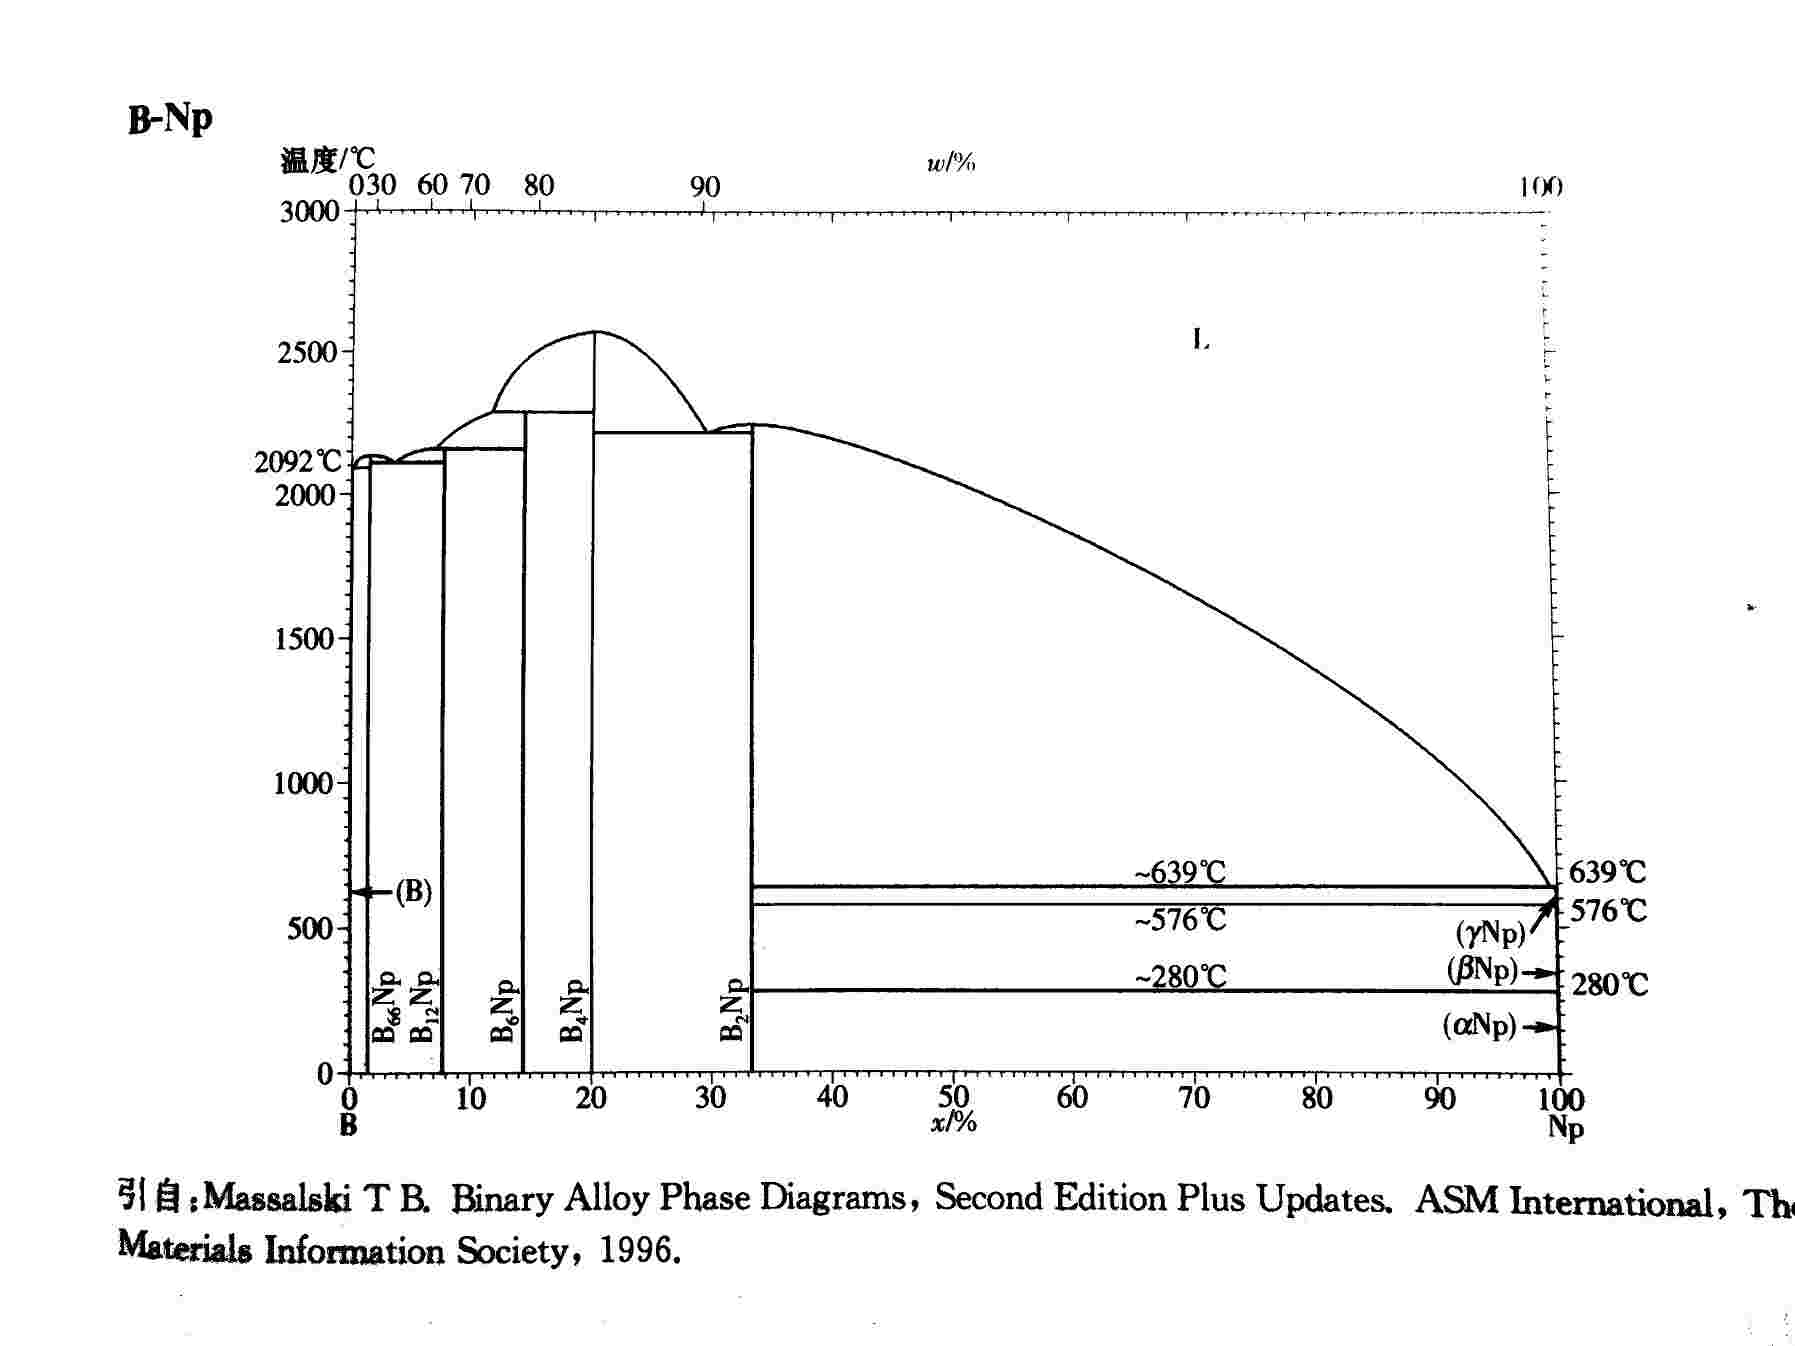 B-Np
温度/℃
w/%
0 30 60 70 80 90 100
3000
2500
L
2092℃
2000
1500
1000
~639℃ 639℃
(B)
~576℃ 576℃
500
(γNp)
(βNp)
~280℃ 280℃
B₆₆Np B₁₂Np B₆Np B₄Np B₂Np
(αNp)
0
0 10 20 30 40 50 60 70 80 90 100
B x/% Np
引自:Massalski T B. Binary Alloy Phase Diagrams, Second Edition Plus Updates. ASM International, The
Materials Information Society, 1996.